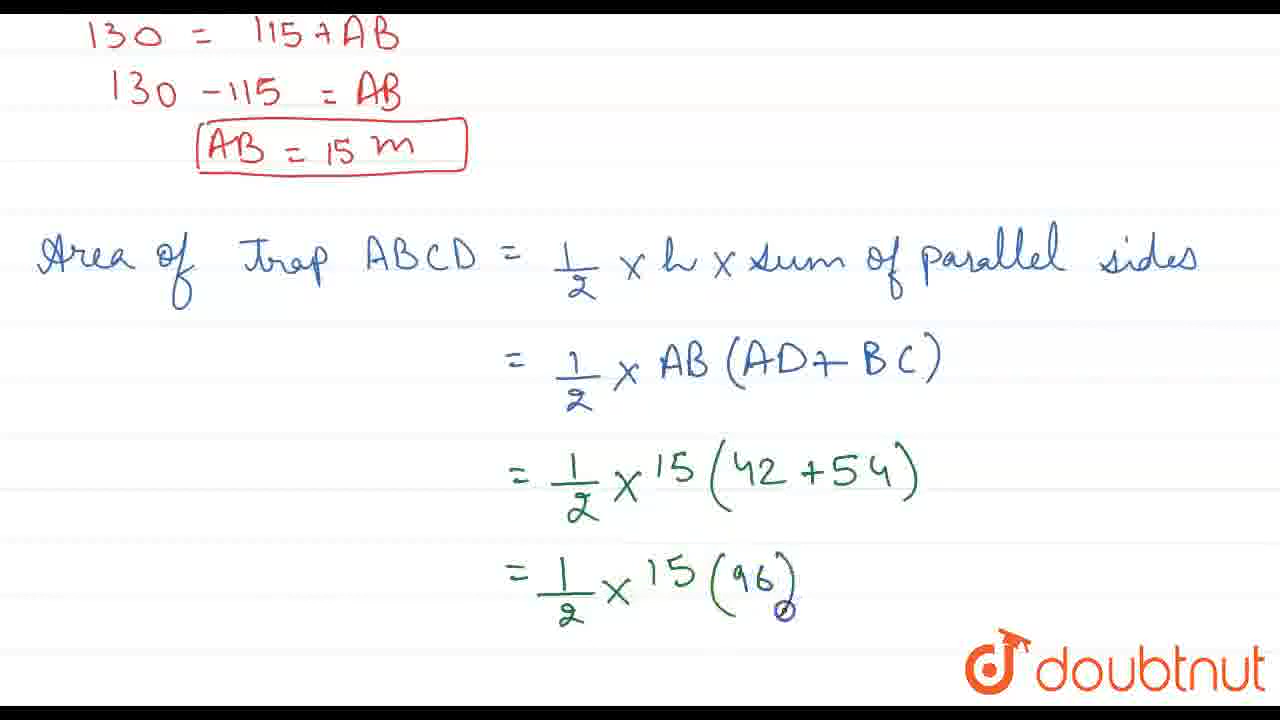 130 = 115 + AB
130 - 115 = AB
AB = 15 m
Area of Trap ABCD = 1/2 × h × sum of parallel sides
= 1/2 × AB (AD + BC)
= 1/2 × 15 (42 + 54)
= 1/2 × 15 (96)
doubtnut